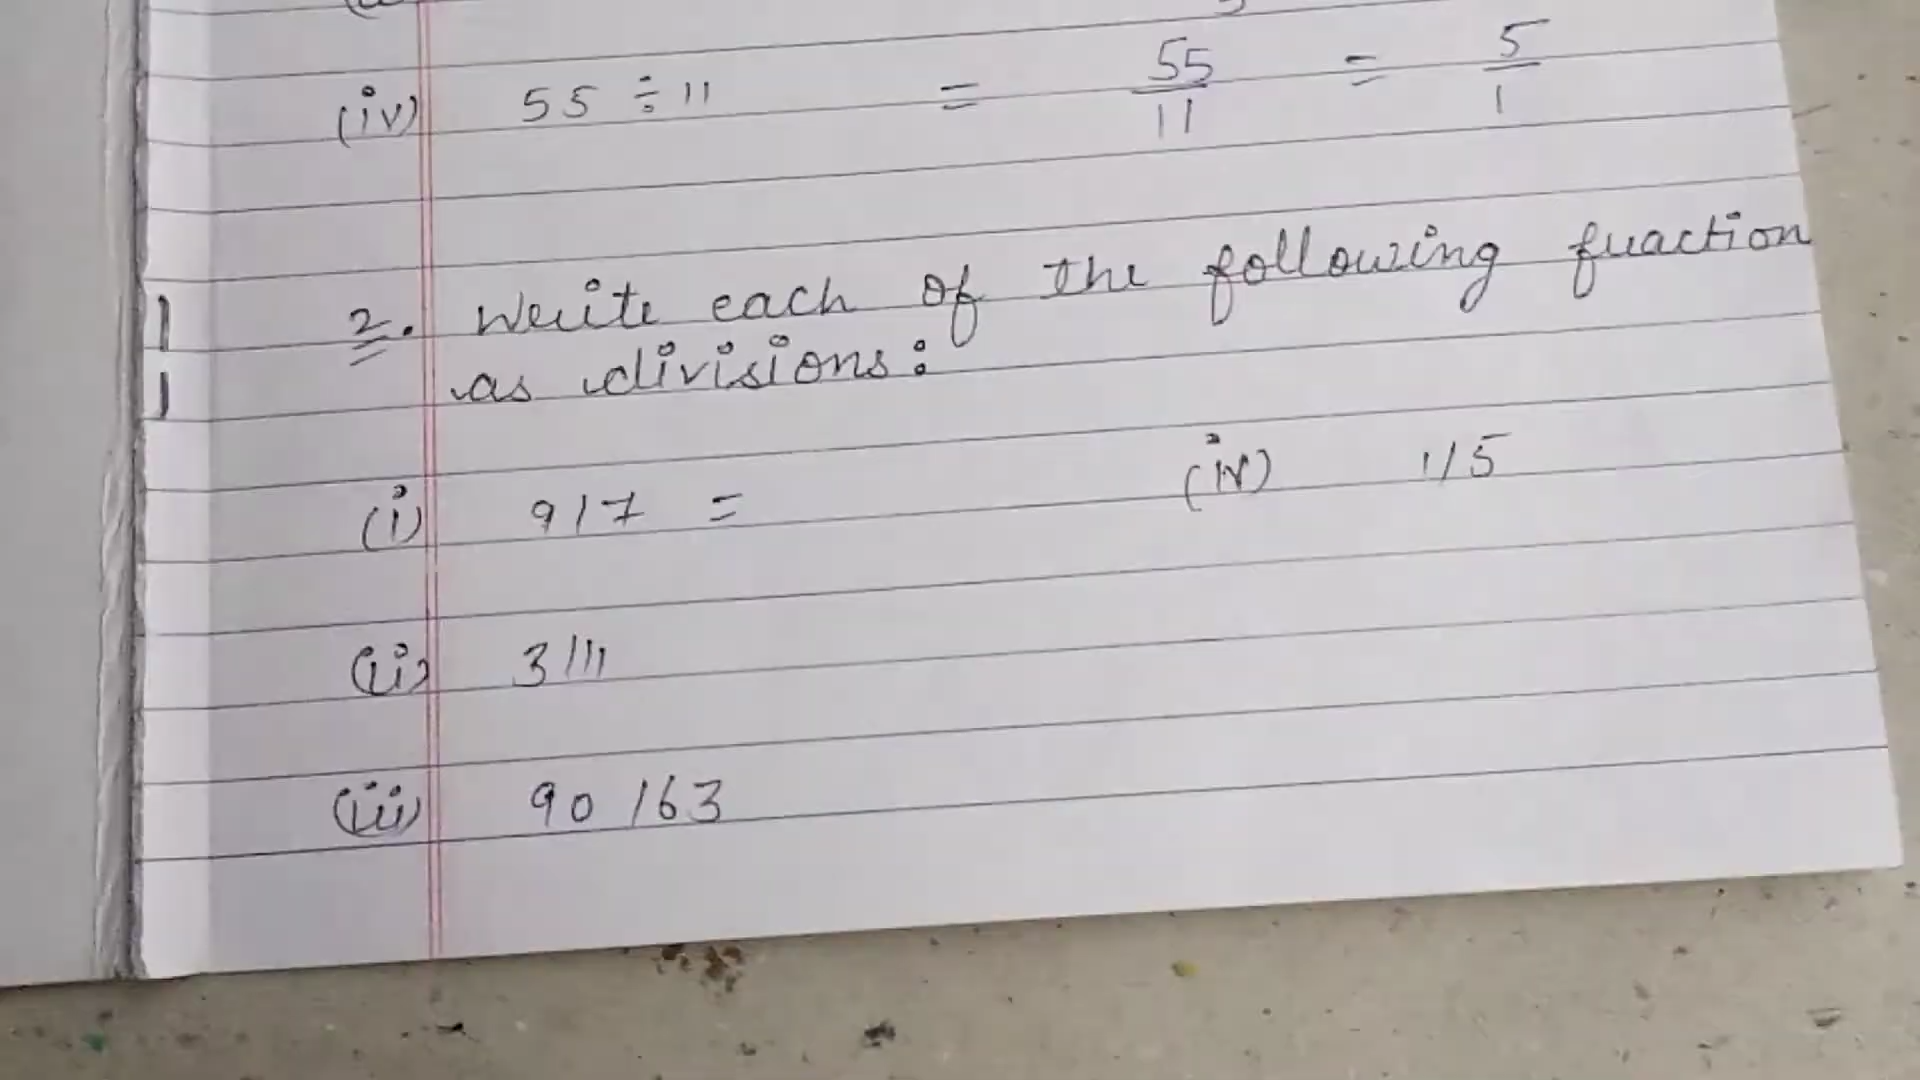 (iv) 55 ÷ 11 = 55/11 = 5/1
2. Write each of the following fuaction
as divisions:
(i) 9/7 =
(iv) 1/5
(ii) 3/11
(iii) 90/63